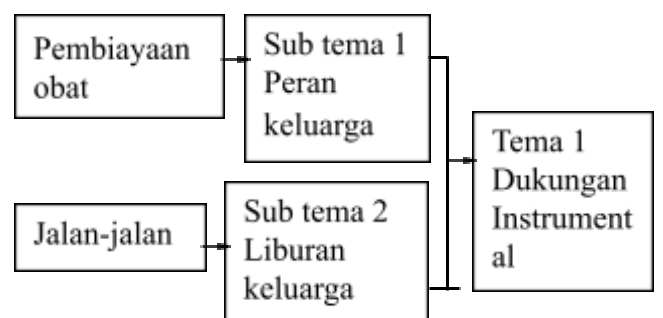 Pembiayaan
obat
Sub tema 1
Peran
keluarga
Jalan-jalan
Sub tema 2
Liburan
keluarga
Tema 1
Dukungan
Instrument
al